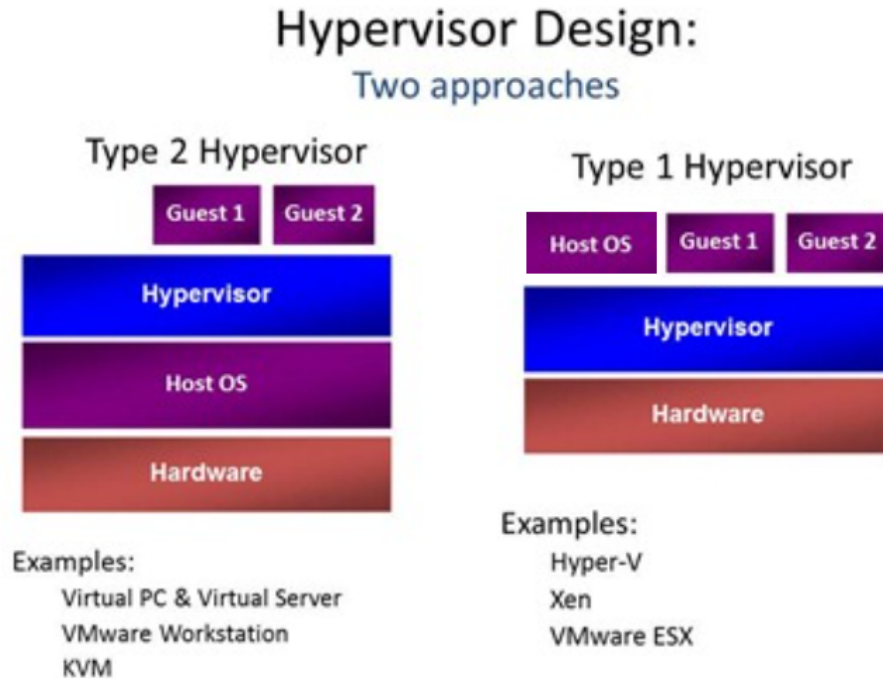 Hypervisor Design:
Two approaches
Type 2 Hypervisor
Guest 1
Guest 2
Hypervisor
Host OS
Hardware
Examples:
Virtual PC & Virtual Server
VMware Workstation
KVM
Type 1 Hypervisor
Host OS
Guest 1
Guest 2
Hypervisor
Hardware
Examples:
Hyper-V
Xen
VMware ESX